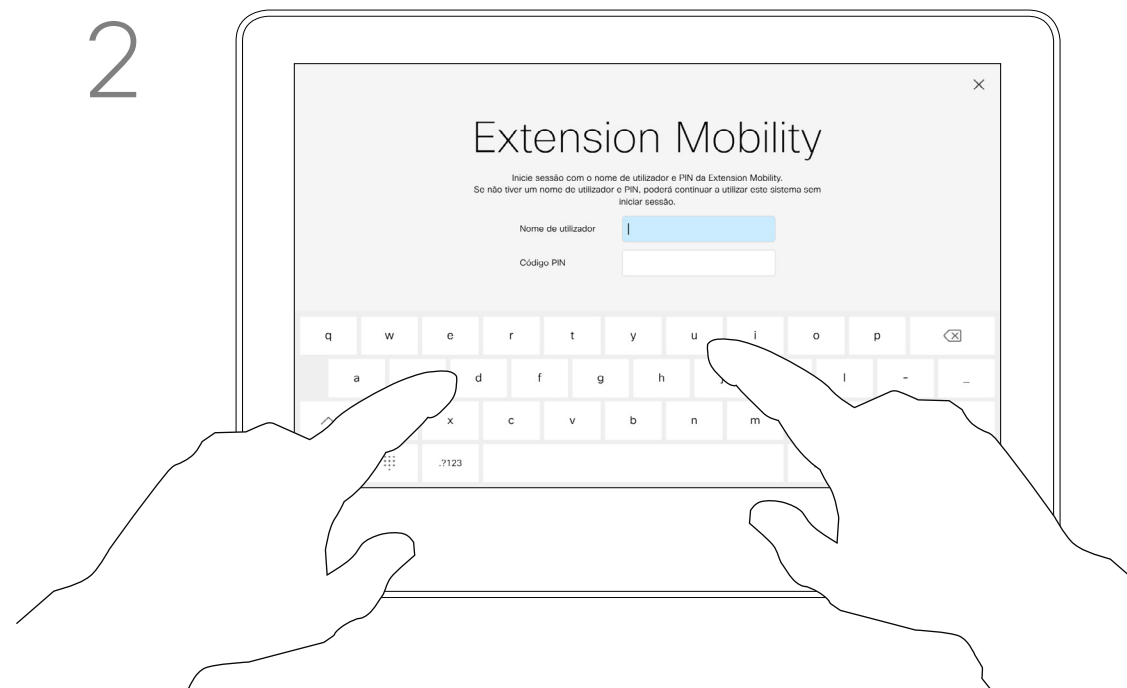 2
Extension Mobility
Inicie sessão com o nome de utilizador e PIN da Extension Mobility.
Se não tiver um nome de utilizador e PIN, poderá continuar a utilizar este sistema sem
iniciar sessão.
Nome de utilizador
Código PIN
q w e r t y u i o p
a d f g h j l - _
x c v b n m
.?123